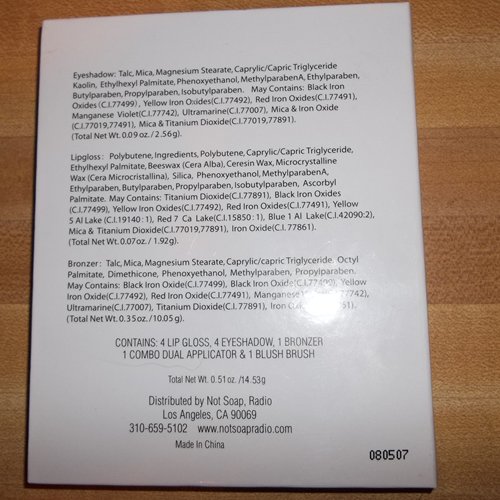 Eyeshadow: Talc, Mica, Magnesium Stearate, Caprylic/Capric Triglyceride
Kaolin, Ethylhexyl Palmitate, Phenoxyethanol, MethylparabenA, Ethylparaben,
Butylparaben, Propylparaben, Isobutylparaben. May Contains: Black Iron
Oxides (C.I.77499), Yellow Iron Oxides(C.I.77492), Red Iron Oxides(C.I.77491),
Manganese Violet(C.I.77742), Ultramarine(C.I.77007), Mica & Iron Oxide
(C.I.77019,77491), Mica & Titanium Dioxide(C.I.77019,77891).
(Total Net Wt. 0.09 oz. / 2.56g).
Lipgloss: Polybutene, Ingredients, Polybutene, Caprylic/Capric Triglyceride,
Ethylhexyl Palmitate, Beeswax (Cera Alba), Ceresin Wax, Microcrystalline
Wax (Cera Microcristallina), Silica, Phenoxyethanol, MethylparabenA,
Ethylparaben, Butylparaben, Propylparaben, Isobutylparaben, Ascorbyl
Palmitate. May Contains: Titanium Dioxide(C.I.77891), Black Iron Oxides
(C.I.77499), Yellow Iron Oxides(C.I.77492), Red Iron Oxides(C.I.77491), Yellow
5 Al Lake(C.I.19140: 1), Red 7 Ca Lake(C.I.15850: 1), Blue 1 Al Lake(C.I.42090:2),
Mica & Titanium Dioxide(C.I.77019,77891), Iron Oxide(C.I. 77861).
(Total Net Wt. 0.07oz. / 1.92g).
Bronzer: Talc, Mica, Magnesium Stearate, Caprylic/capric Triglyceride. Octyl
Palmitate, Dimethicone, Phenoxyethanol, Methylparaben, Propylparaben.
May Contains: Black Iron Oxide(C.I.77499), Black Iron Oxide(C.I.77499), Yellow
Iron Oxide(C.I.77492), Red Iron Oxide(C.I.77491), Manganese 77742),
Ultramarine(C.I.77007), Titanium Dioxide(C.I.77891), Iron
(Total Net Wt. 0.35oz. / 10.05g).
CONTAINS: 4 LIP GLOSS, 4 EYESHADOW, 1 BRONZER
1 COMBO DUAL APPLICATOR & 1 BLUSH BRUSH
Total Net Wt. 0.51oz. /14.53g
Distributed by Not Soap, Radio
Los Angeles, CA 90069
310-659-5102 www.notsoapradio.com
Made In China
080507